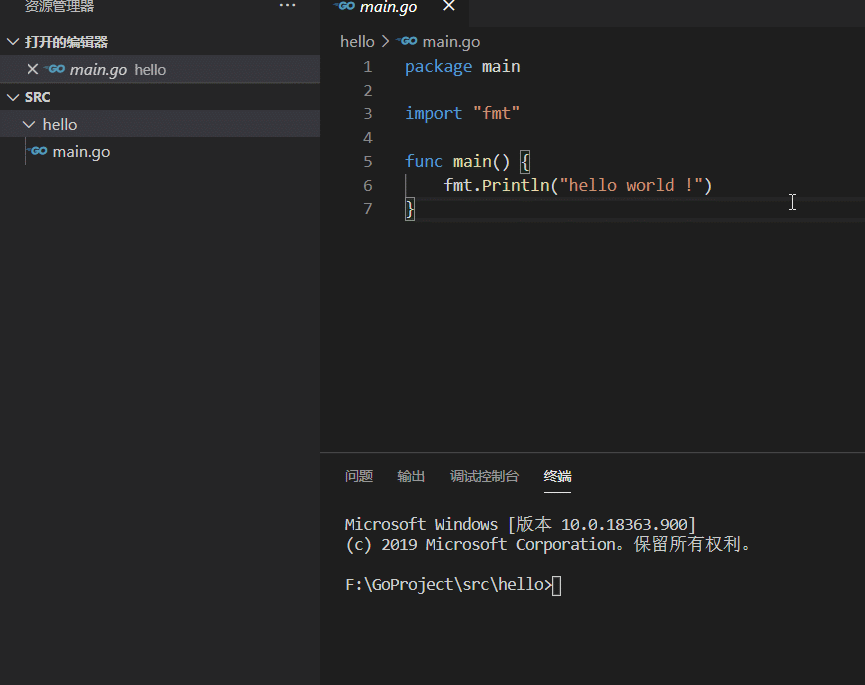 资源管理器 ···
打开的编辑器
GO main.go hello
SRC
hello
GO main.go
GO main.go
hello > GO main.go
1 package main
2
3 import "fmt"
4
5 func main() {
6 fmt.Println("hello world !")
7 }
问题 输出 调试控制台 终端
Microsoft Windows [版本 10.0.18363.900]
(c) 2019 Microsoft Corporation。保留所有权利。
F:\GoProject\src\hello>